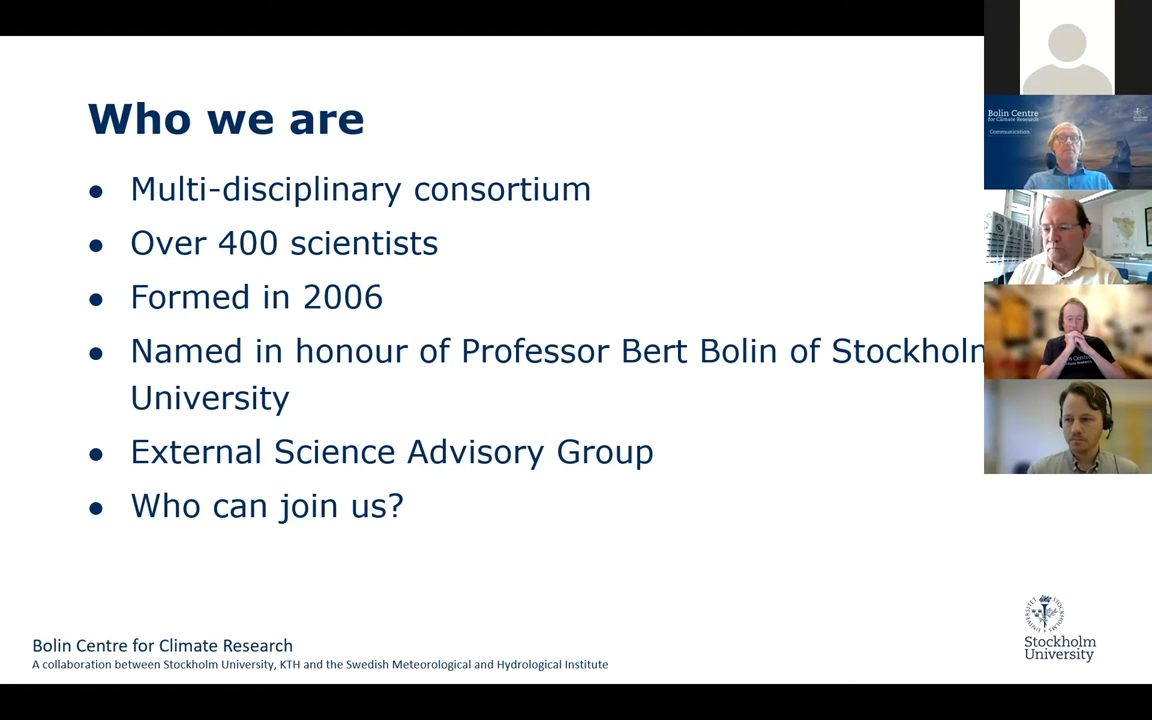 Who we are
● Multi-disciplinary consortium
● Over 400 scientists
● Formed in 2006
● Named in honour of Professor Bert Bolin of Stockholm
University
● External Science Advisory Group
● Who can join us?
Bolin Centre for Climate Research
A collaboration between Stockholm University, KTH and the Swedish Meteorological and Hydrological Institute
Stockholm
University
Bolin Centre
for Climate Research
Communication